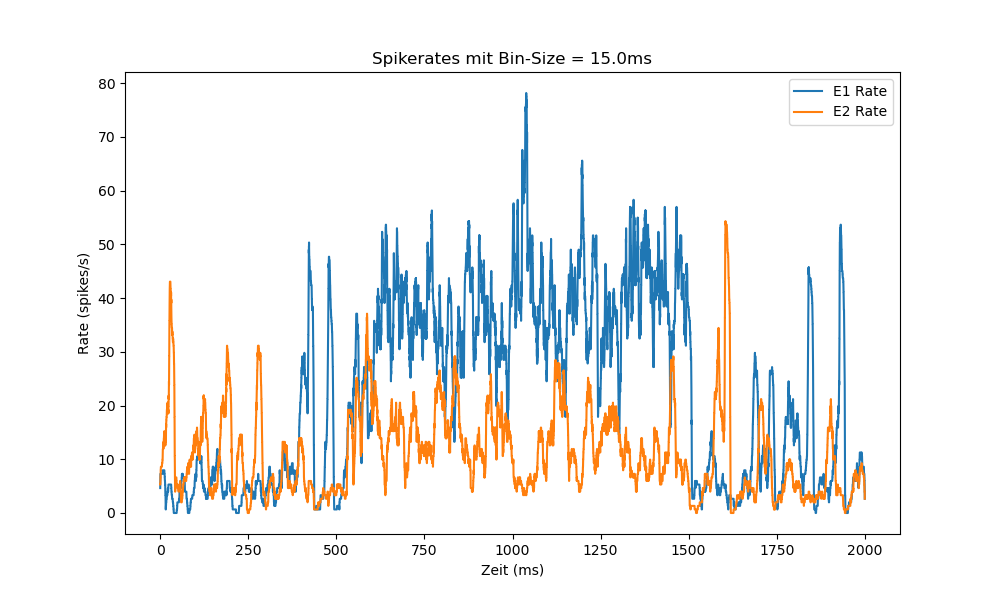 Spikerates mit Bin-Size = 15.0ms
E1 Rate
E2 Rate
Rate (spikes/s)
80
70
60
50
40
30
20
10
0
0 250 500 750 1000 1250 1500 1750 2000
Zeit (ms)